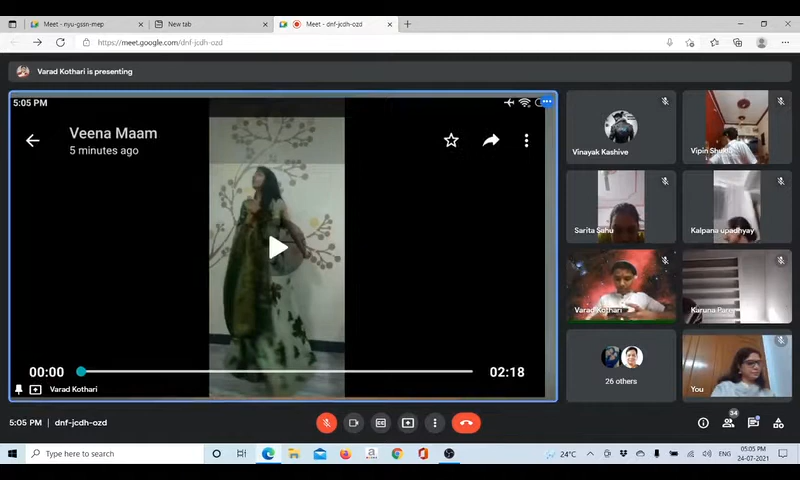 Meet - nyu-gssn-mep
New tab
Meet - dnf-jcdh-ozd
https://meet.google.com/dnf-jcdh-ozd
Varad Kothari is presenting
5:05 PM
Veena Maam
5 minutes ago
00:00
02:18
Varad Kothari
Vinayak Kashive
Vipin Shukla
Sarita Sahu
Kalpana upadhyay
Varad Kothari
Karuna
26 others
You
5:05 PM | dnf-jcdh-ozd
34
Type here to search
24°C
ENG
05:05 PM
24-07-2021